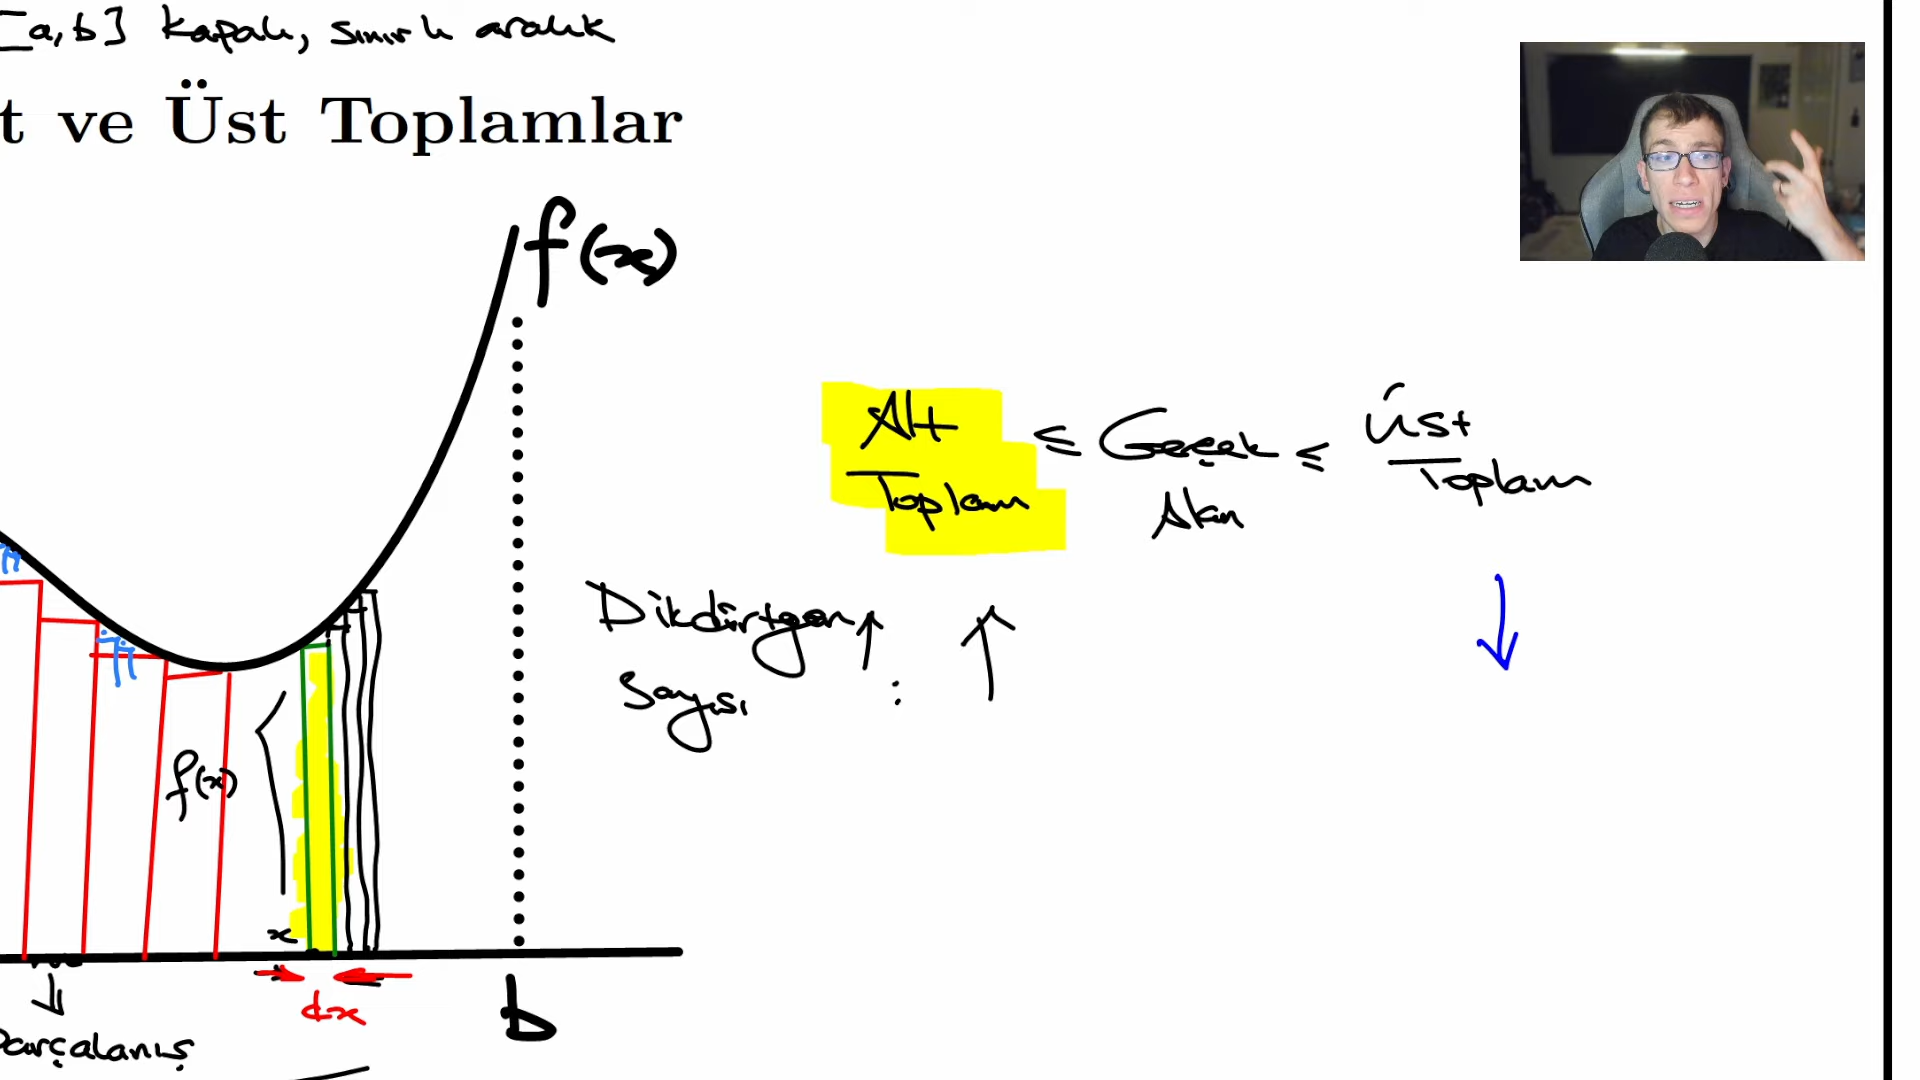 [a,b] kapalı, sınırlı aralık
t ve Üst Toplamlar
f(x)
Alt Toplam ≤ Gerçek Alan ≤ Üst Toplam
Dikdörtgen ↑ : ↑ ↓
Sayısı
f(x)
x
dx
b
Parçalanış